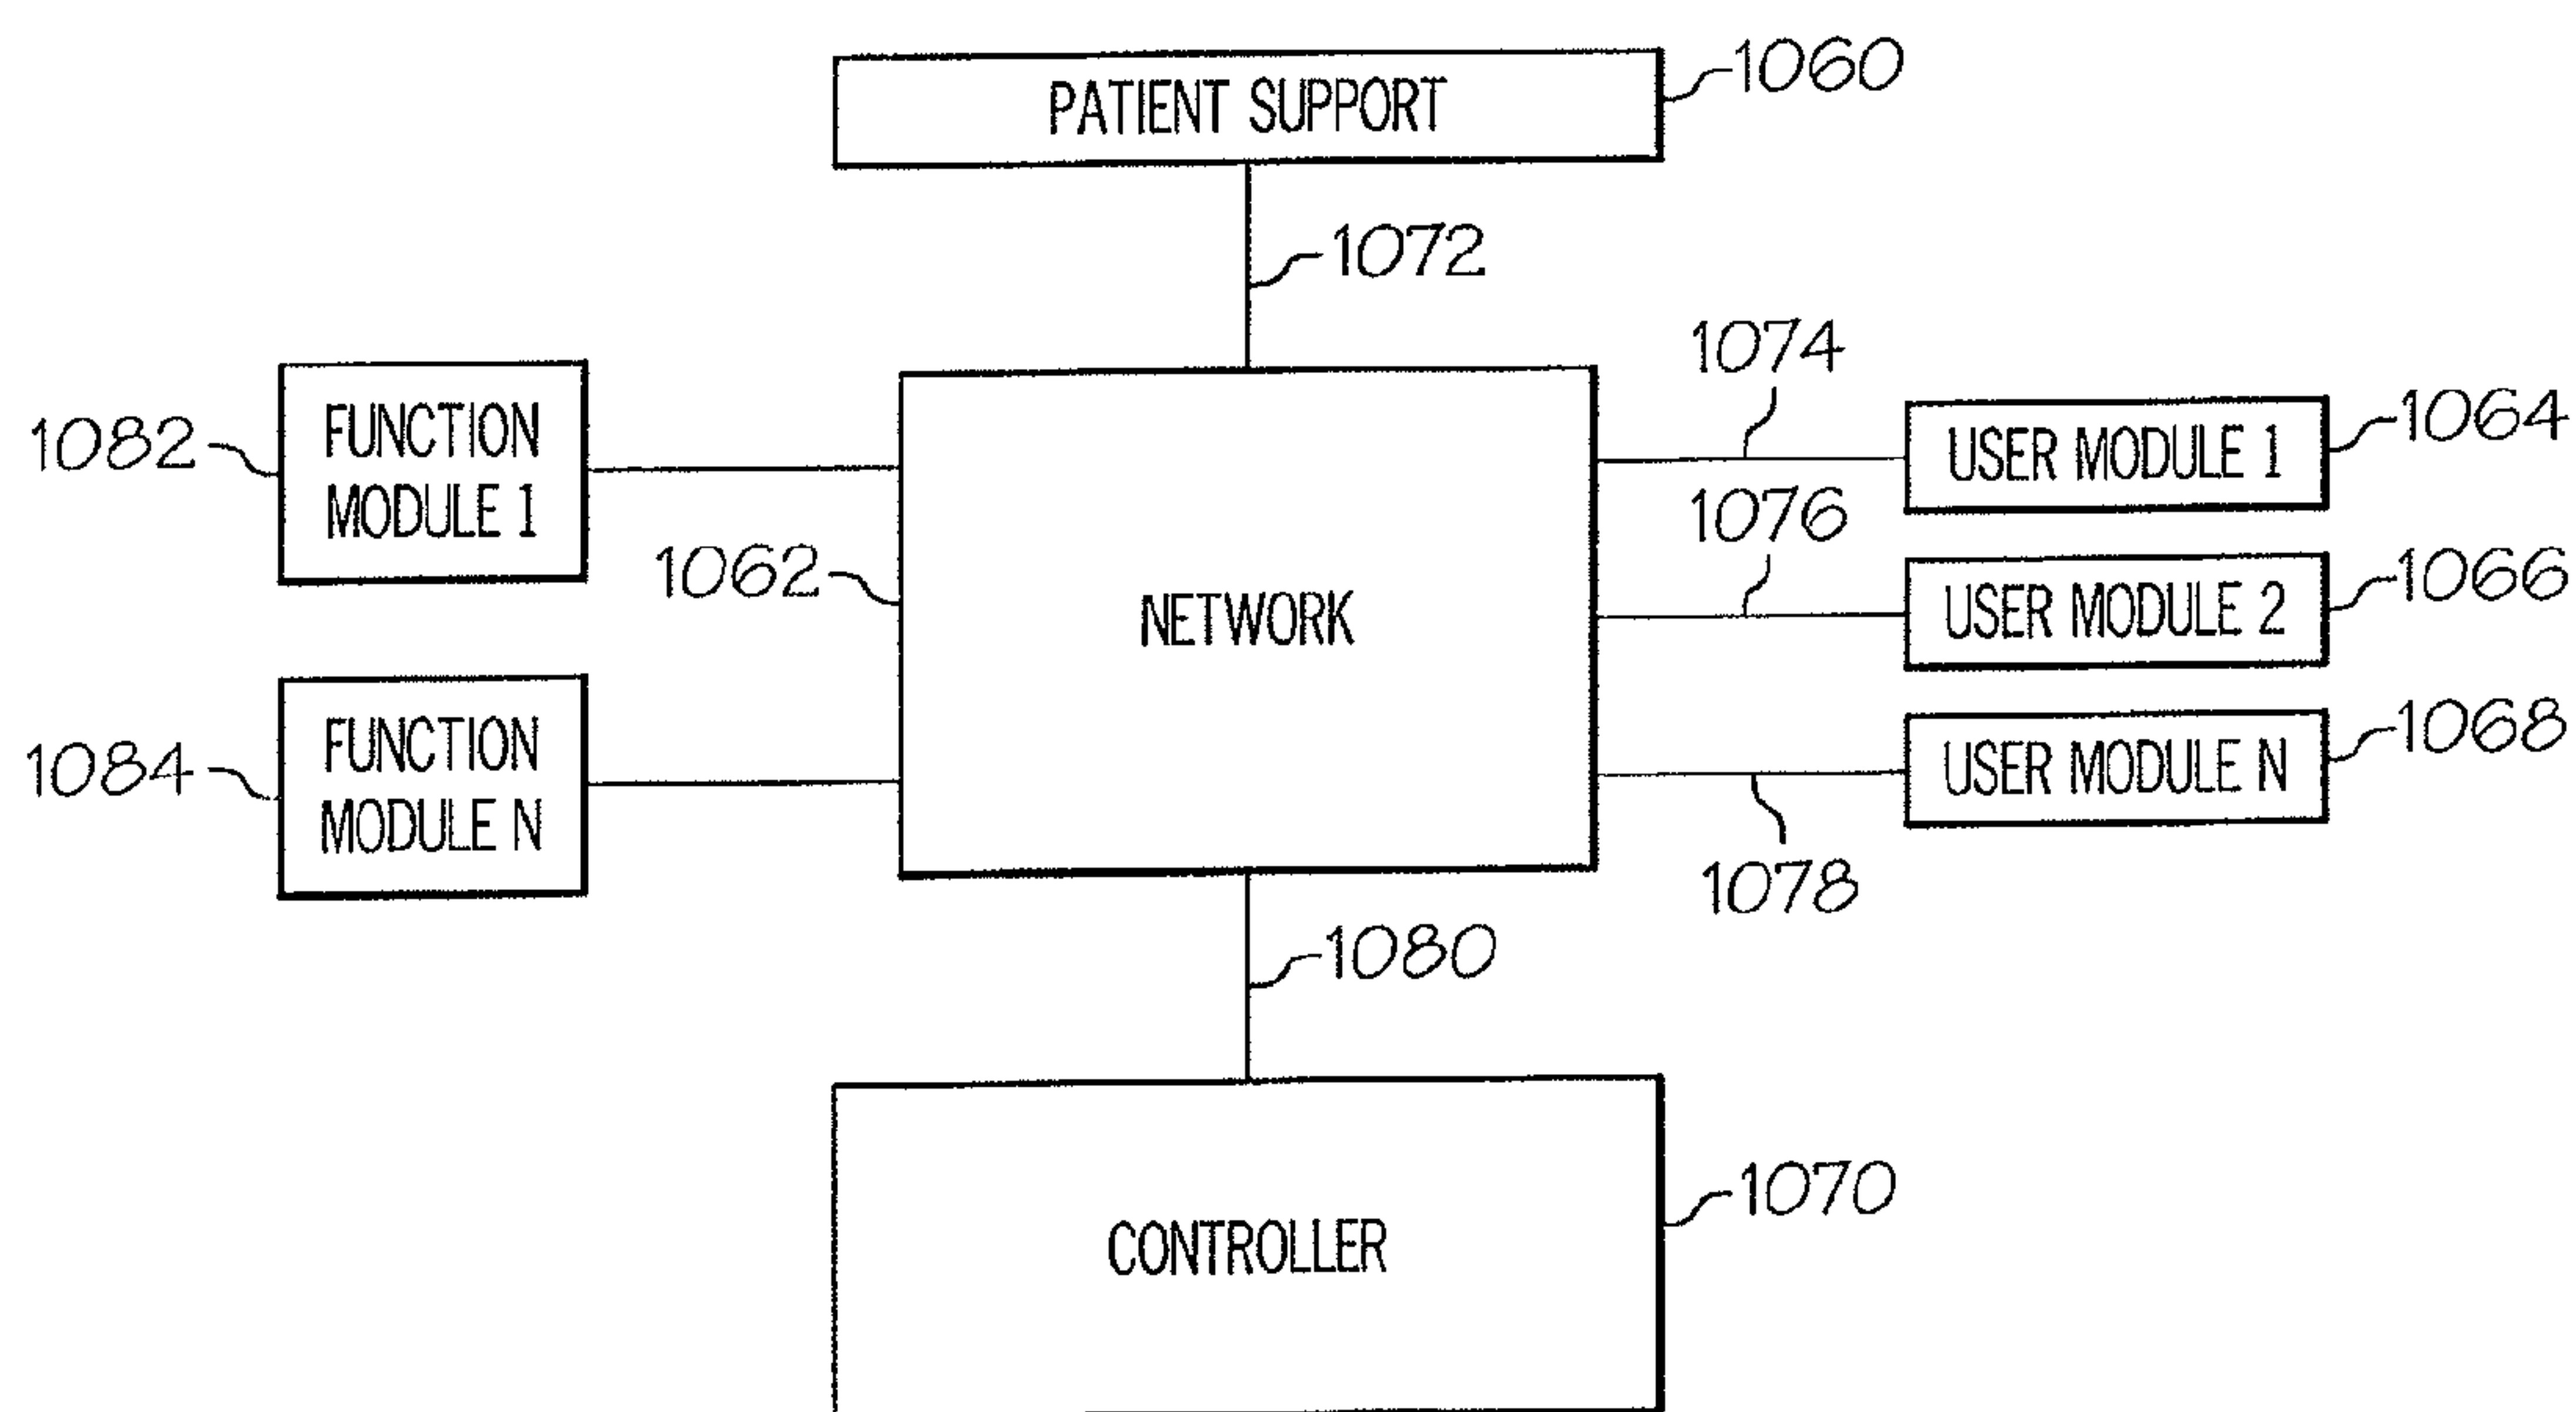 PATIENT SUPPORT
1060
1072
1074
FUNCTION
MODULE 1
1082
USER MODULE 1
1064
1076
1062
NETWORK
USER MODULE 2
1066
FUNCTION
MODULE N
1084
USER MODULE N
1068
1078
1080
CONTROLLER
1070